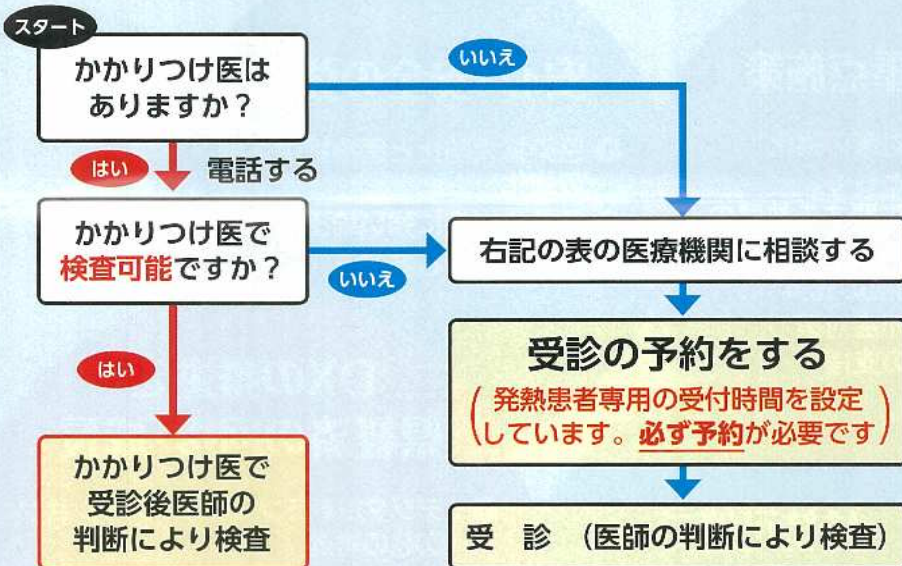 スタート
かかりつけ医は
ありますか？
いいえ
はい
電話する
かかりつけ医で
検査可能ですか？
いいえ
右記の表の医療機関に相談する
はい
受診の予約をする
（発熱患者専用の受付時間を設定
しています。必ず予約が必要です）
かかりつけ医で
受診後医師の
判断により検査
受　診　（医師の判断により検査）